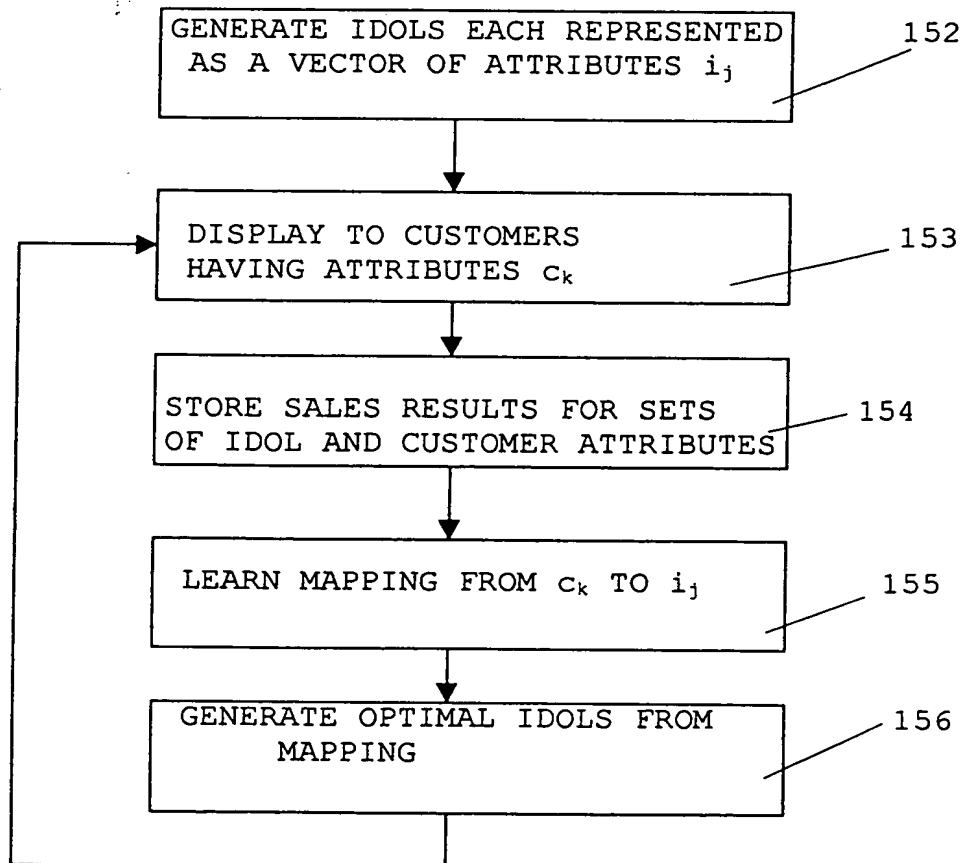 GENERATE IDOLS EACH REPRESENTED
AS A VECTOR OF ATTRIBUTES iⱼ
152
DISPLAY TO CUSTOMERS
HAVING ATTRIBUTES cₖ
153
STORE SALES RESULTS FOR SETS
OF IDOL AND CUSTOMER ATTRIBUTES
154
LEARN MAPPING FROM cₖ TO iⱼ
155
GENERATE OPTIMAL IDOLS FROM
MAPPING
156